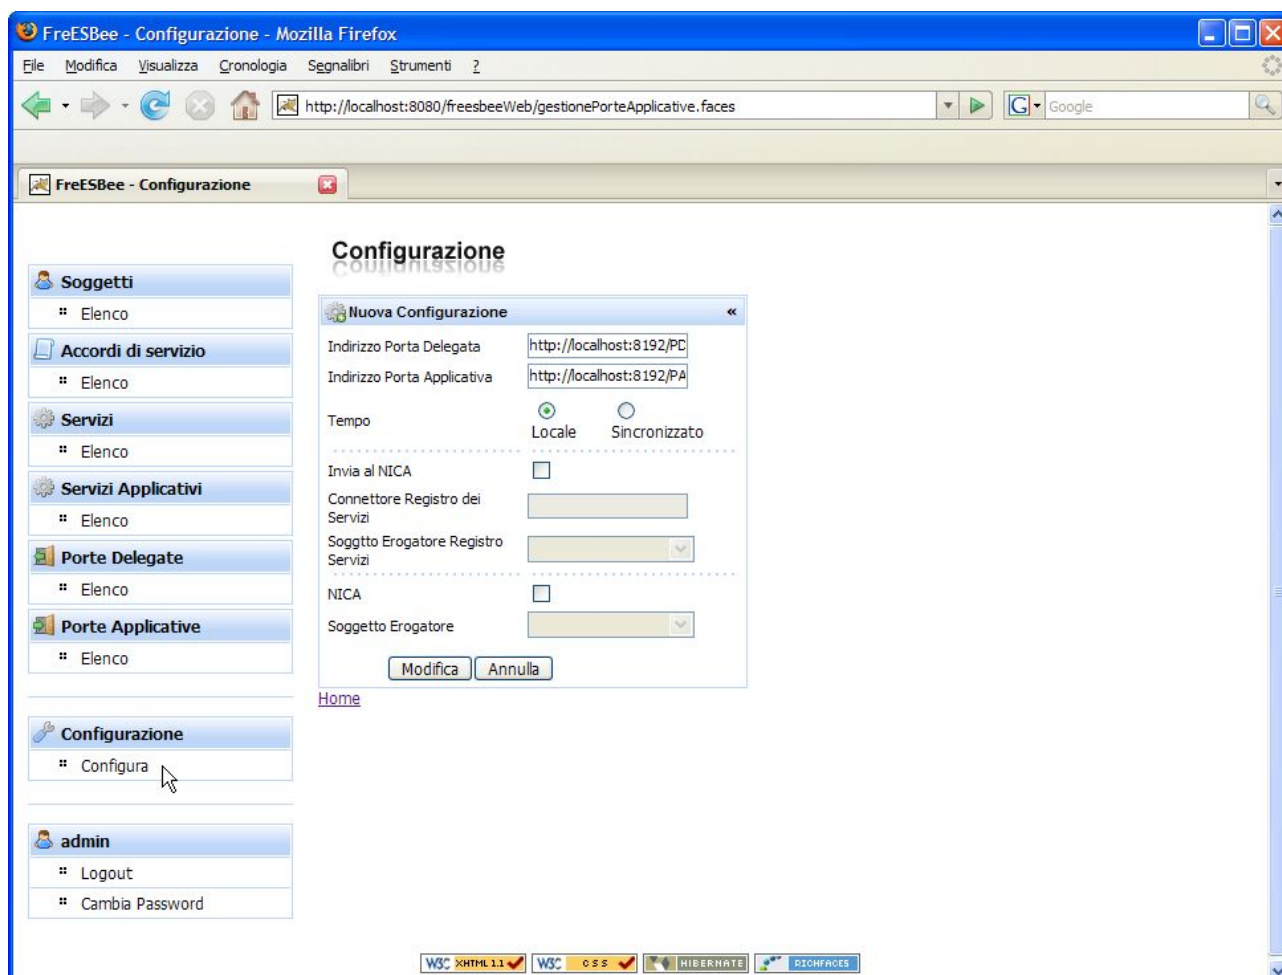 FreESBee - Configurazione - Mozilla Firefox
File Modifica Visualizza Cronologia Segnalibri Strumenti ?
http://localhost:8080/freesbeeWeb/gestionePorteApplicative.faces
G Google
FreESBee - Configurazione
Configurazione
Soggetti
Elenco
Accordi di servizio
Elenco
Servizi
Elenco
Servizi Applicativi
Elenco
Porte Delegate
Elenco
Porte Applicative
Elenco
Configurazione
Configura
admin
Logout
Cambia Password
Nuova Configurazione «
Indirizzo Porta Delegata http://localhost:8192/PD
Indirizzo Porta Applicativa http://localhost:8192/PA
Tempo
Locale Sincronizzato
Invia al NICA
Connettore Registro dei
Servizi
Soggtto Erogatore Registro
Servizi
NICA
Soggetto Erogatore
Modifica Annulla
Home
W3C XHTML 1.1 W3C CSS HIBERNATE RICHFACES